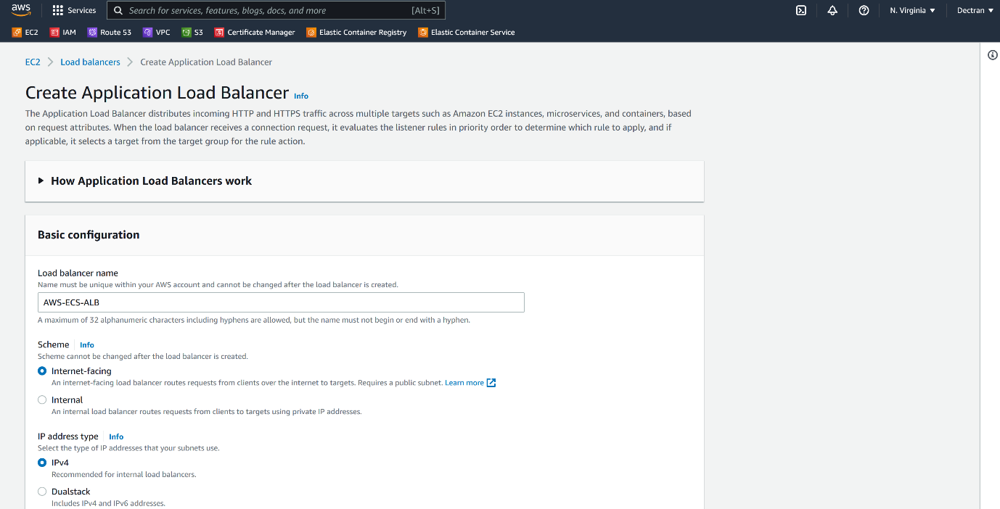 aws
Services
Search for services, features, blogs, docs, and more
[Alt+S]
N. Virginia
Dectran
EC2
IAM
Route 53
VPC
S3
Certificate Manager
Elastic Container Registry
Elastic Container Service
EC2
Load balancers
Create Application Load Balancer
Create Application Load Balancer Info
The Application Load Balancer distributes incoming HTTP and HTTPS traffic across multiple targets such as Amazon EC2 instances, microservices, and containers, based
on request attributes. When the load balancer receives a connection request, it evaluates the listener rules in priority order to determine which rule to apply, and if
applicable, it selects a target from the target group for the rule action.
How Application Load Balancers work
Basic configuration
Load balancer name
Name must be unique within your AWS account and cannot be changed after the load balancer is created.
AWS-ECS-ALB
A maximum of 32 alphanumeric characters including hyphens are allowed, but the name must not begin or end with a hyphen.
Scheme Info
Scheme cannot be changed after the load balancer is created.
Internet-facing
An internet-facing load balancer routes requests from clients over the internet to targets. Requires a public subnet. Learn more
Internal
An internal load balancer routes requests from clients to targets using private IP addresses.
IP address type Info
Select the type of IP addresses that your subnets use.
IPv4
Recommended for internal load balancers.
Dualstack
Includes IPv4 and IPv6 addresses.